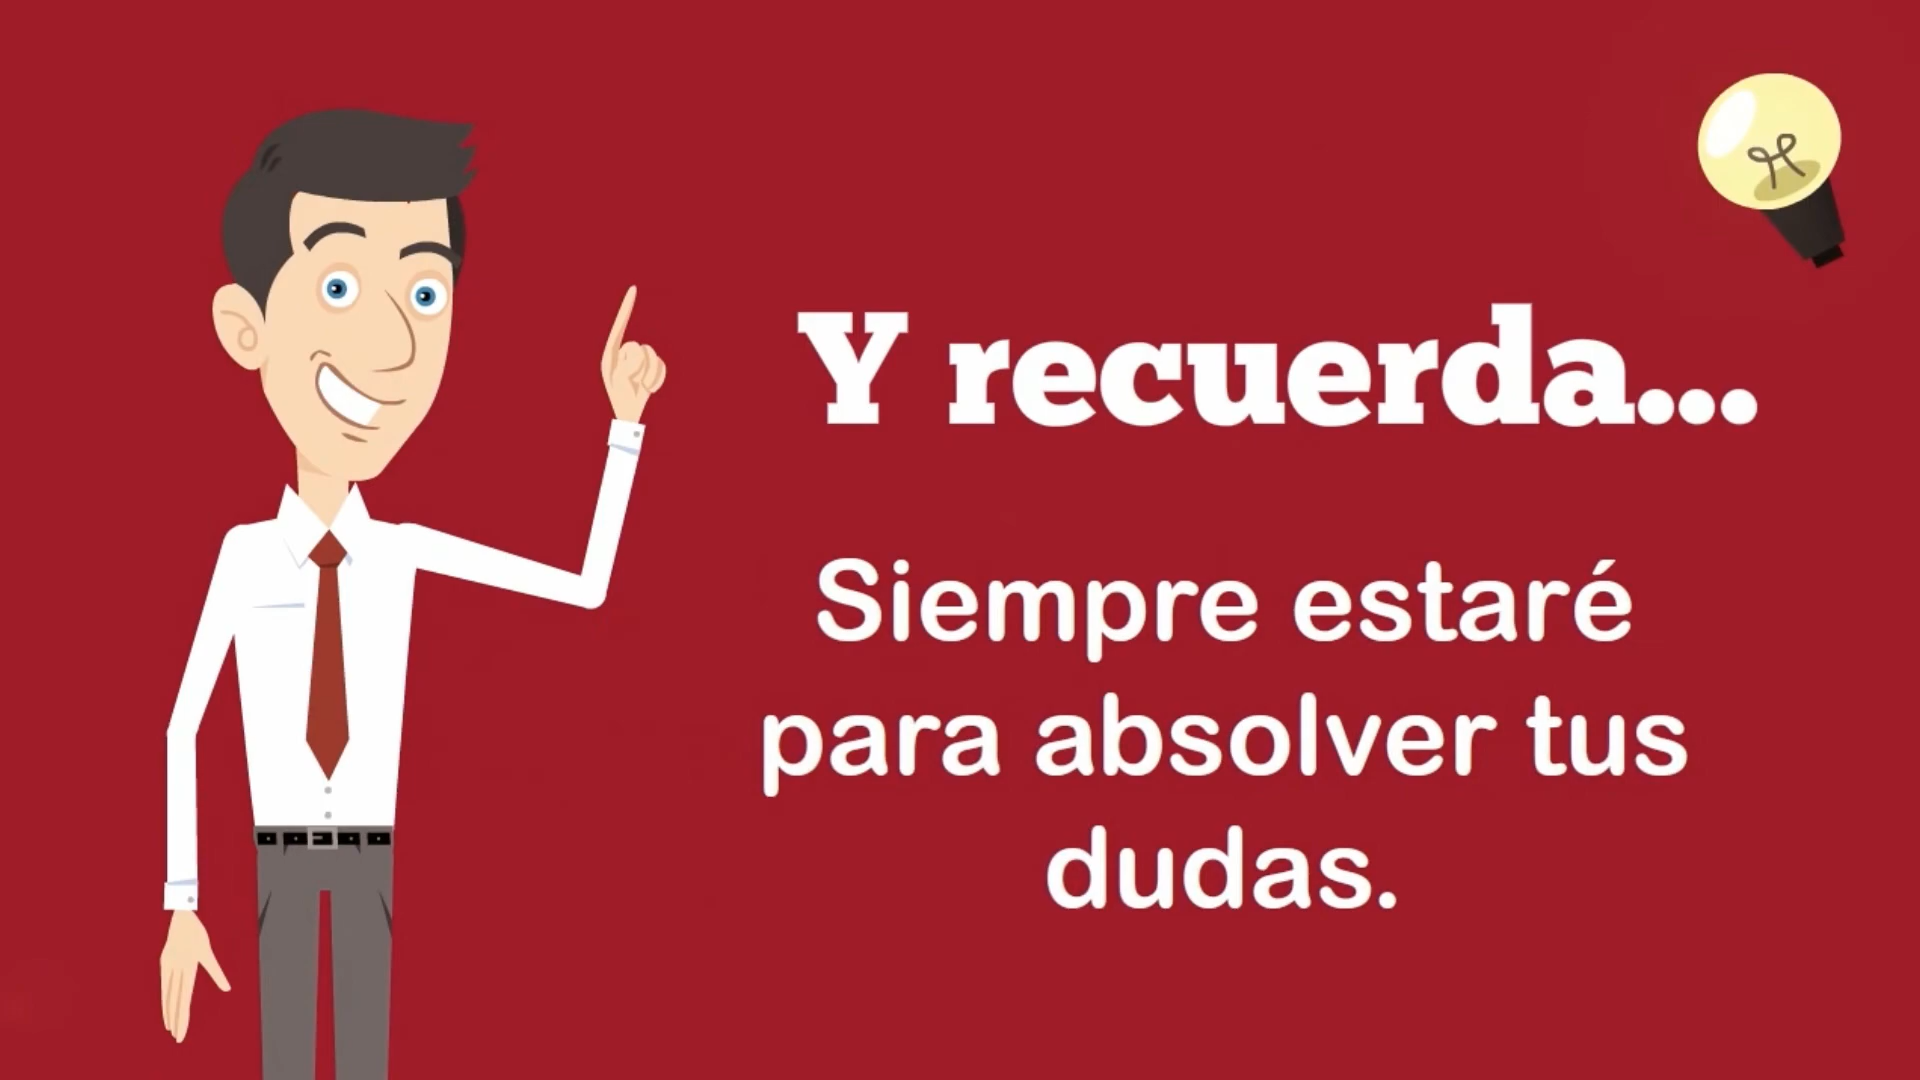 Y recuerda...
Siempre estaré
para absolver tus
dudas.